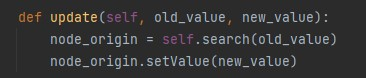 def update(self, old_value, new_value):
    node_origin = self.search(old_value)
    node_origin.setValue(new_value)